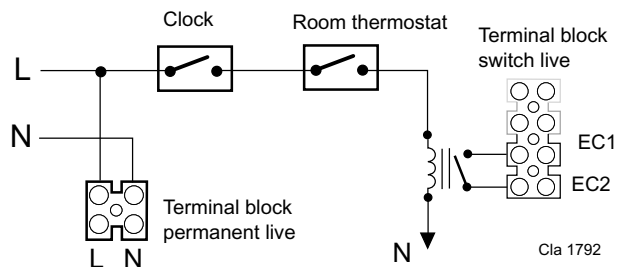 Clock
Room thermostat
Terminal block
switch live
L
N
EC1
EC2
Terminal block
permanent live
L N
N
Cla 1792